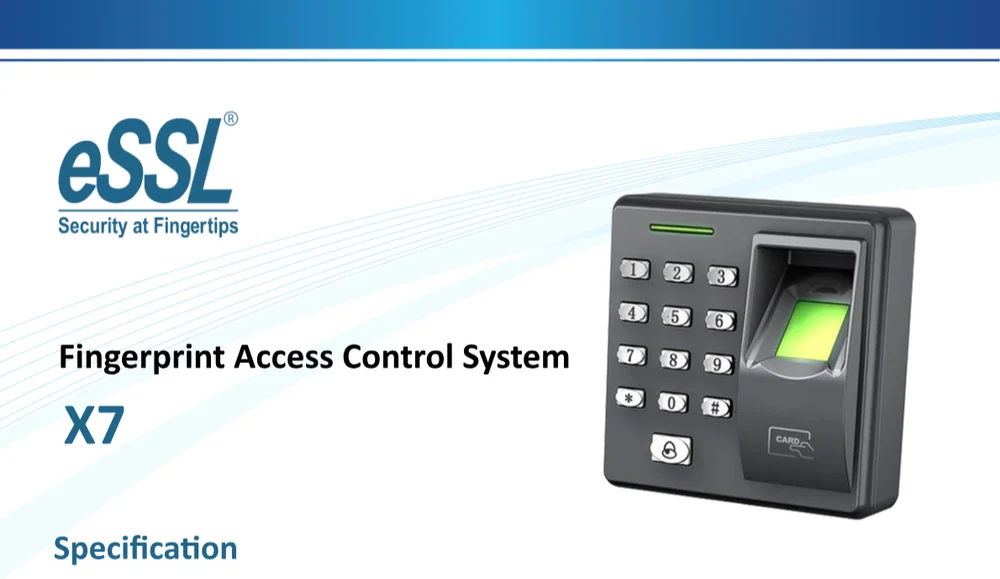 eSSL®
Security at Fingertips
Fingerprint Access Control System
X7
Specification
1 2 3
4 5 6
7 8 9
* 0 #
CARD